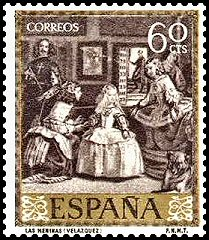 CORREOS 60
CTS
ESPAÑA
LAS MENINAS (VELAZQUEZ) F.N.M.T.